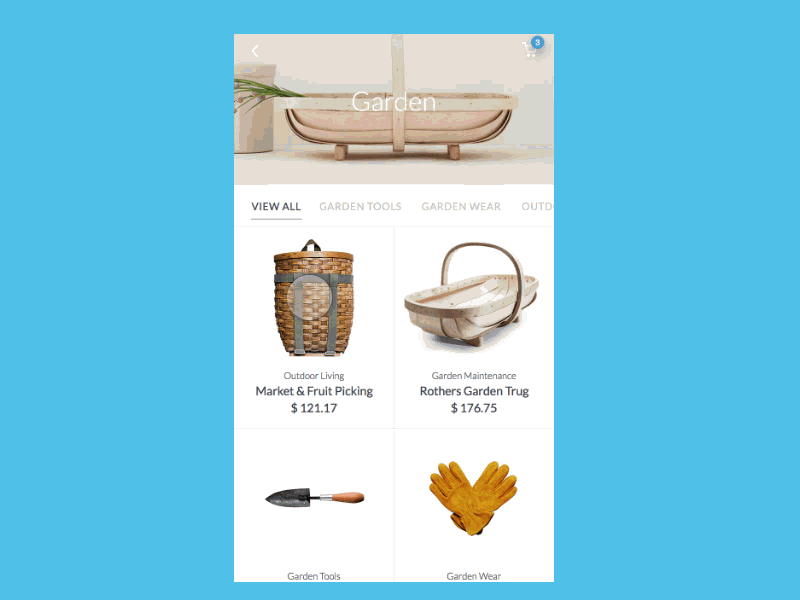 3
Garden
VIEW ALL GARDEN TOOLS GARDEN WEAR OUTD
Outdoor Living
Market & Fruit Picking
$ 121.17
Garden Maintenance
Rothers Garden Trug
$ 176.75
Garden Tools
Garden Wear